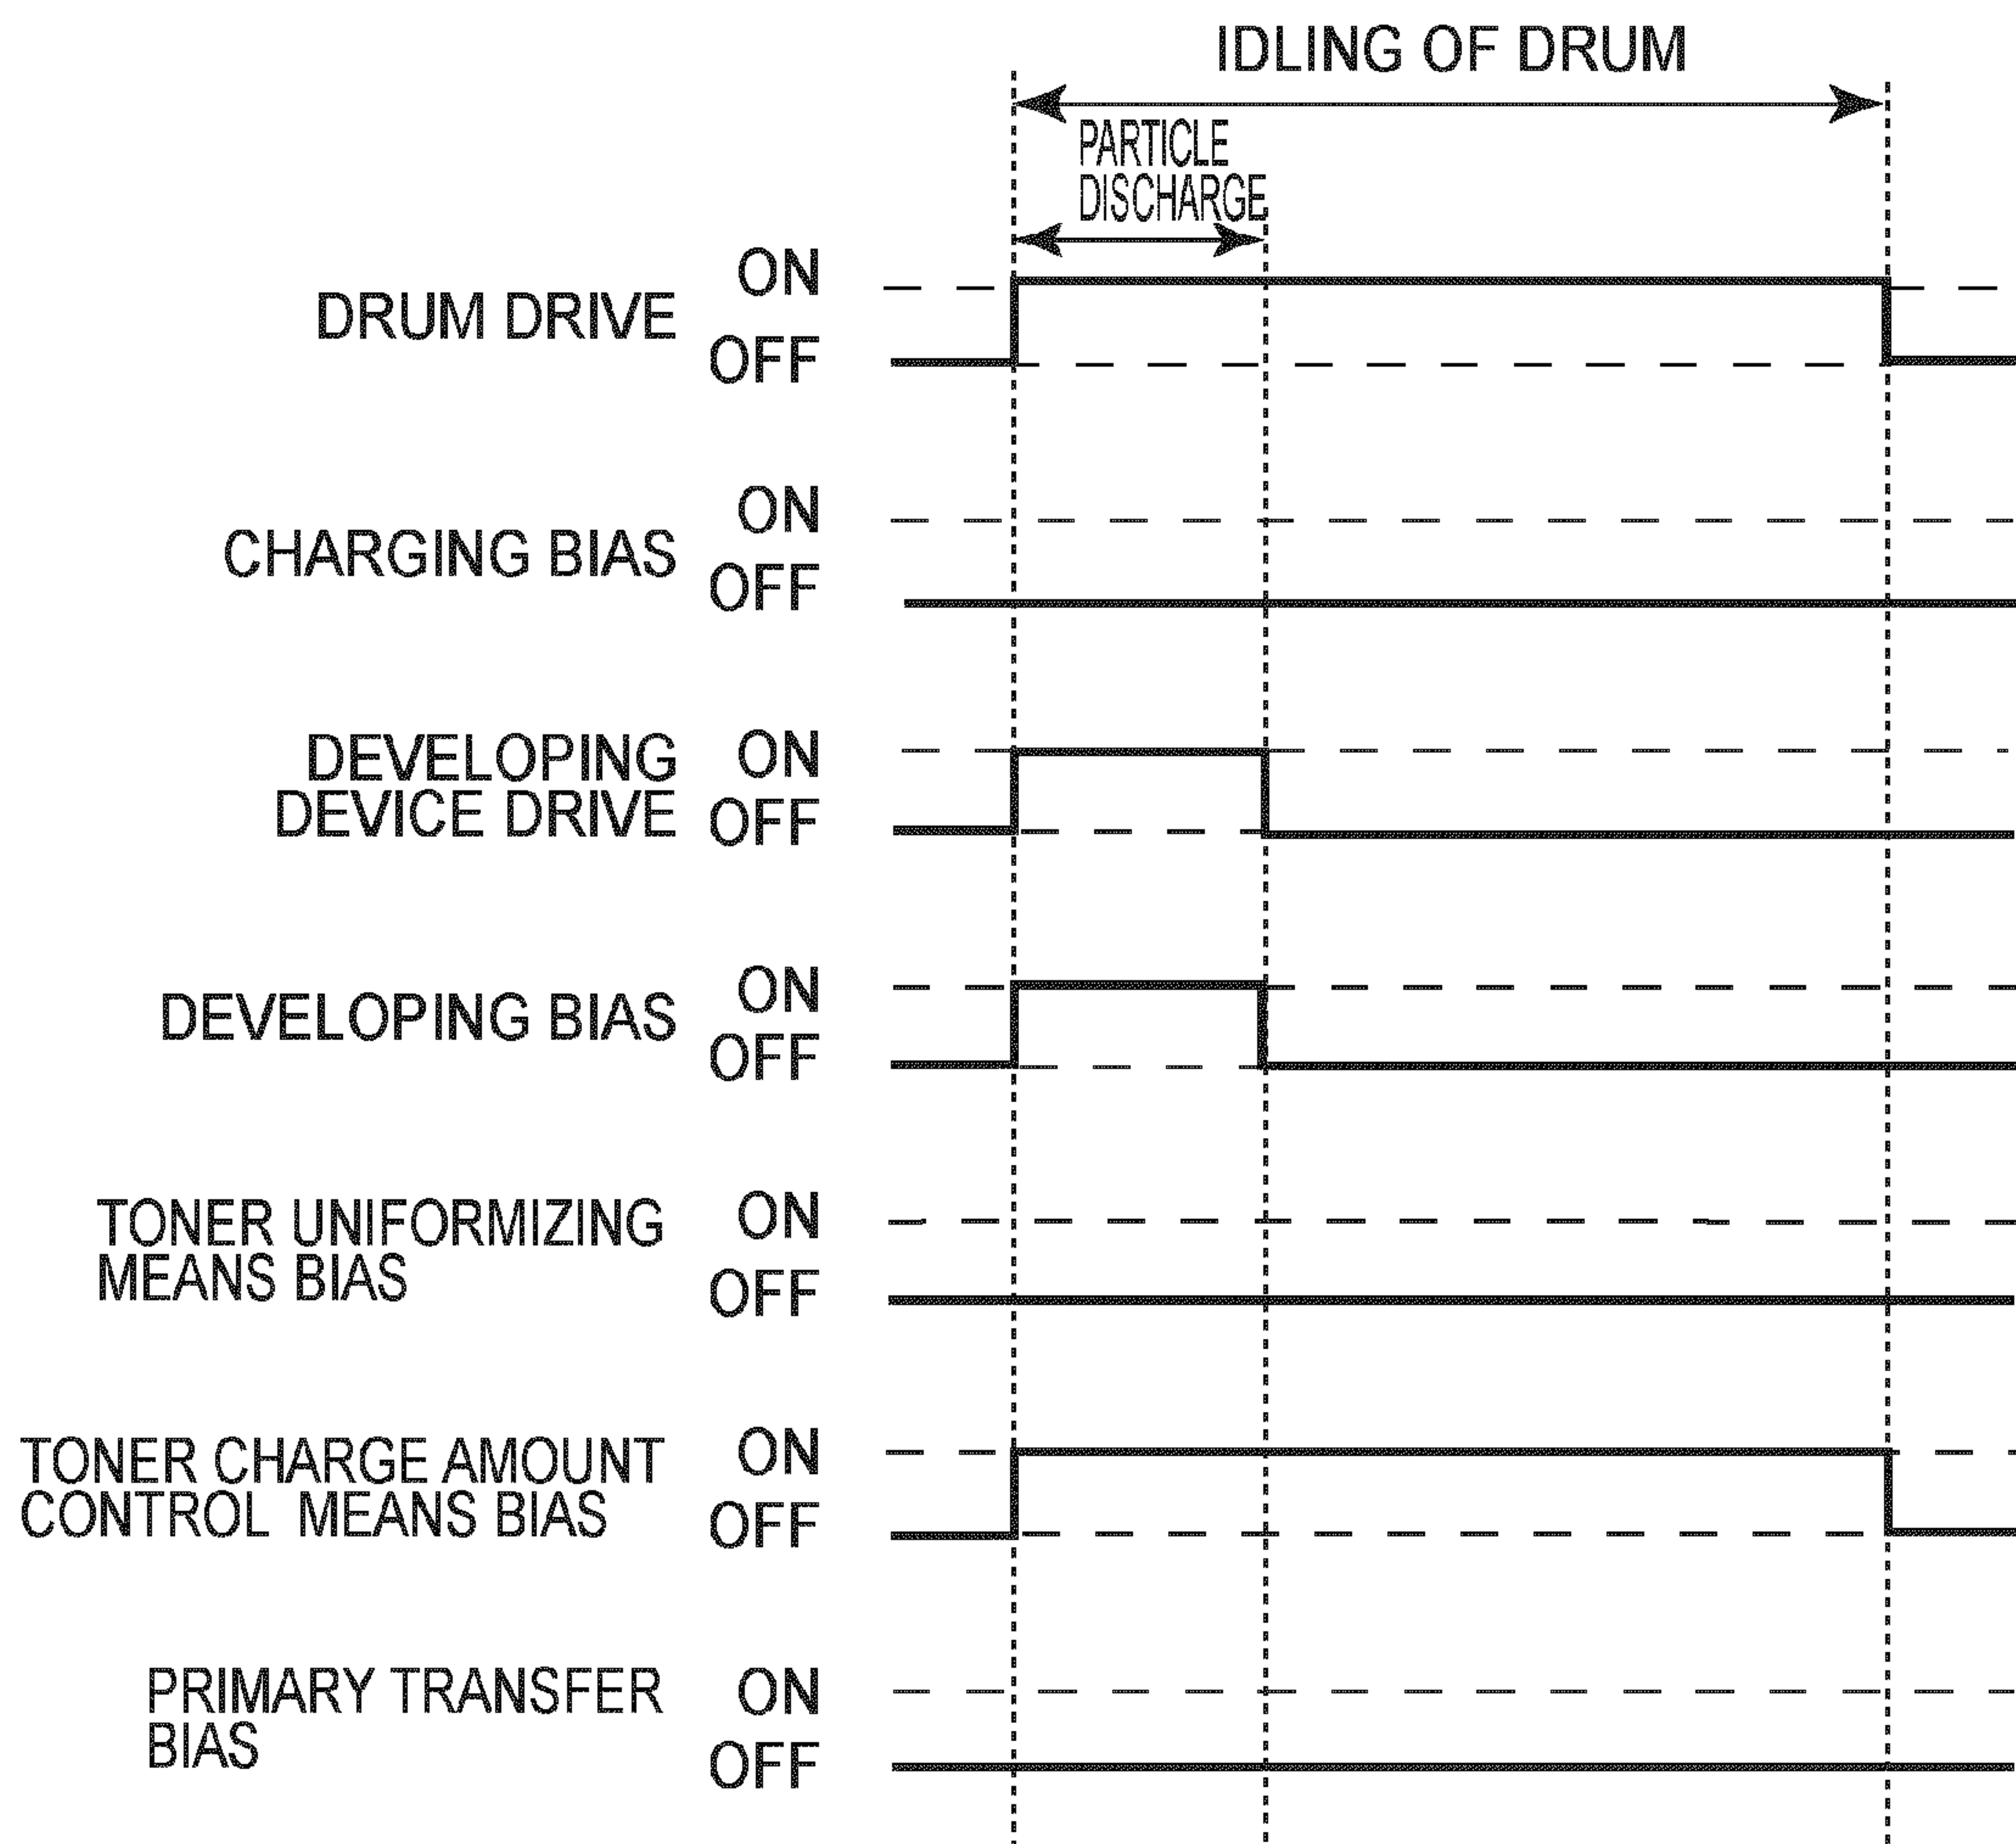 IDLING OF DRUM
PARTICLE
DISCHARGE
DRUM DRIVE
ON
OFF
CHARGING BIAS
ON
OFF
DEVELOPING
DEVICE DRIVE
ON
OFF
DEVELOPING BIAS
ON
OFF
TONER UNIFORMIZING
MEANS BIAS
ON
OFF
TONER CHARGE AMOUNT
CONTROL MEANS BIAS
ON
OFF
PRIMARY TRANSFER
BIAS
ON
OFF